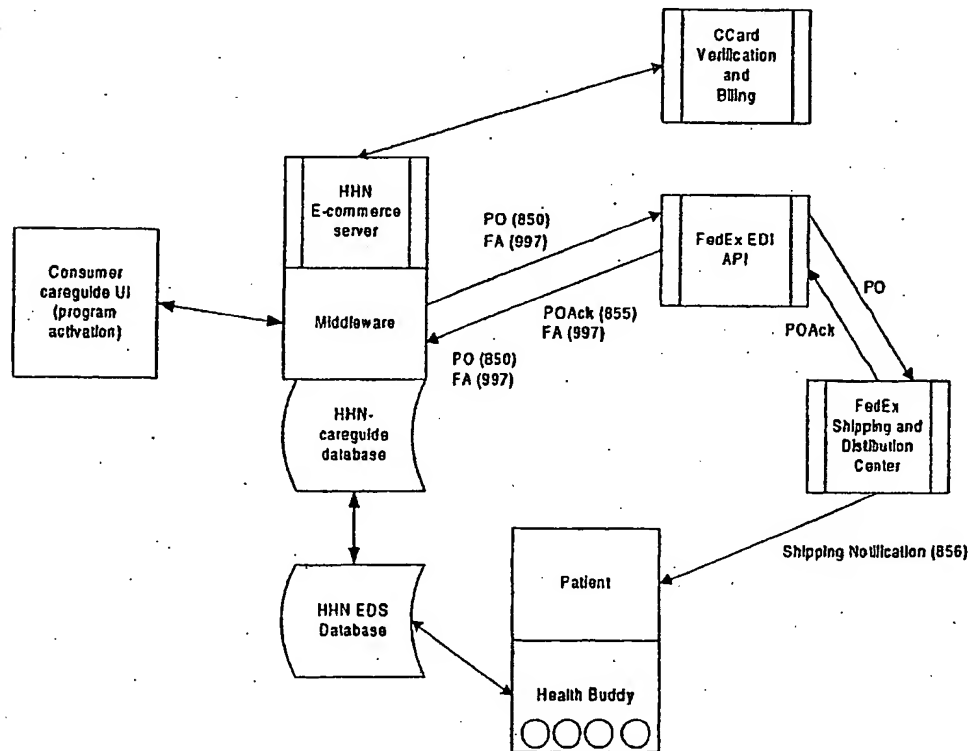 CCard
Verification
and
Billing
HHN
E-commerce
server
PO (850)
FA (997)
FedEx EDI
API
Consumer
careguide UI
(program
activation)
Middleware
PO
POAck (855)
FA (997)
POAck
PO (850)
FA (997)
HHN-
careguide
database
FedEx
Shipping and
Distibution
Center
Shipping Notification (856)
Patient
HHN EDS
Database
Health Buddy